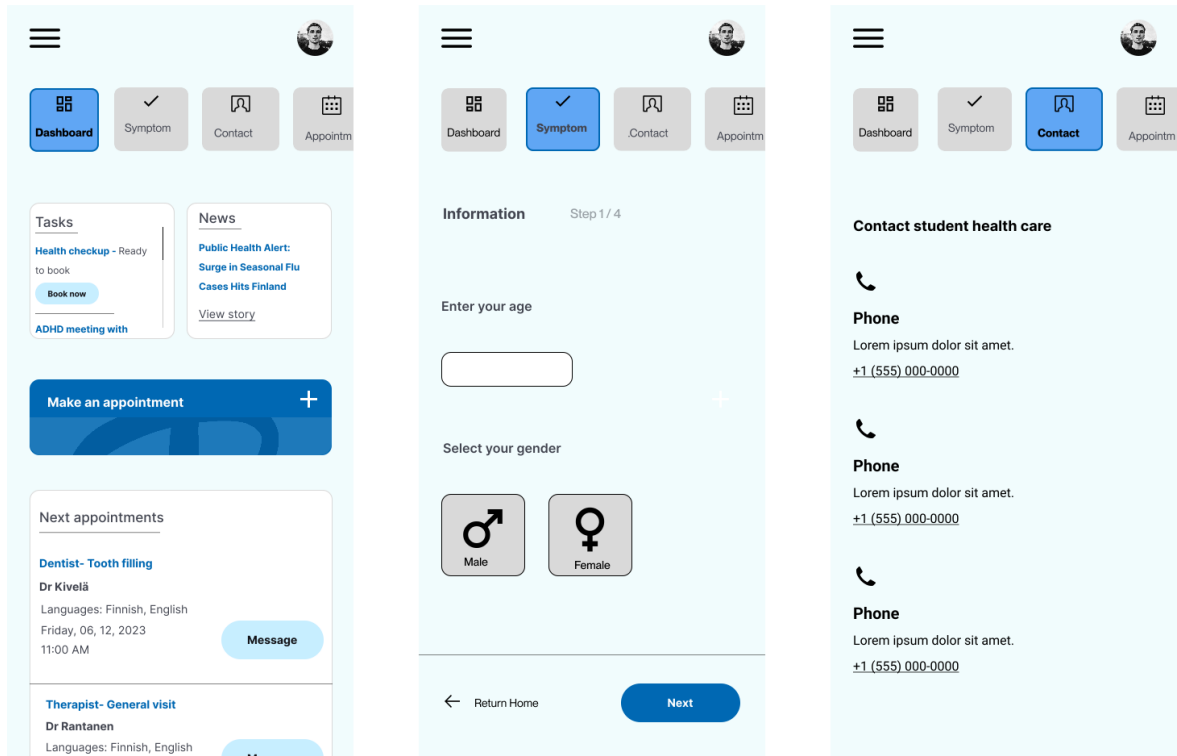 Dashboard
Symptom
Contact
Appointm
Tasks
Health checkup - Ready
to book
Book now
ADHD meeting with
News
Public Health Alert:
Surge in Seasonal Flu
Cases Hits Finland
View story
Make an appointment
Next appointments
Dentist- Tooth filling
Dr Kivelä
Languages: Finnish, English
Friday, 06, 12, 2023
11:00 AM
Message
Therapist- General visit
Dr Rantanen
Languages: Finnish, English
Dashboard
Symptom
.Contact
Appointm
Information
Step 1 / 4
Enter your age
Select your gender
Male
Female
Return Home
Next
Dashboard
Symptom
Contact
Appointm
Contact student health care
Phone
Lorem ipsum dolor sit amet.
+1 (555) 000-0000
Phone
Lorem ipsum dolor sit amet.
+1 (555) 000-0000
Phone
Lorem ipsum dolor sit amet.
+1 (555) 000-0000